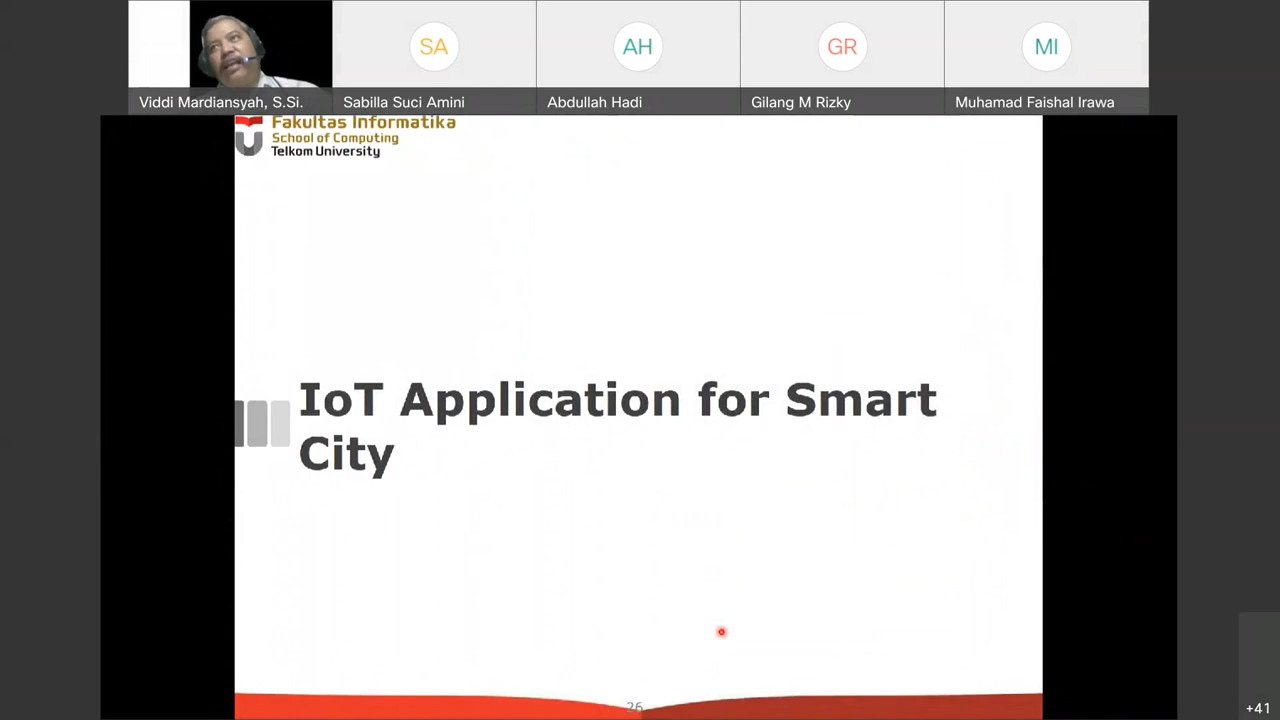 SA
AH
GR
MI
Viddi Mardiansyah, S.Si.
Sabilla Suci Amini
Abdullah Hadi
Gilang M Rizky
Muhamad Faishal Irawa
Fakultas Informatika
School of Computing
Telkom University
IoT Application for Smart
City
26
+41